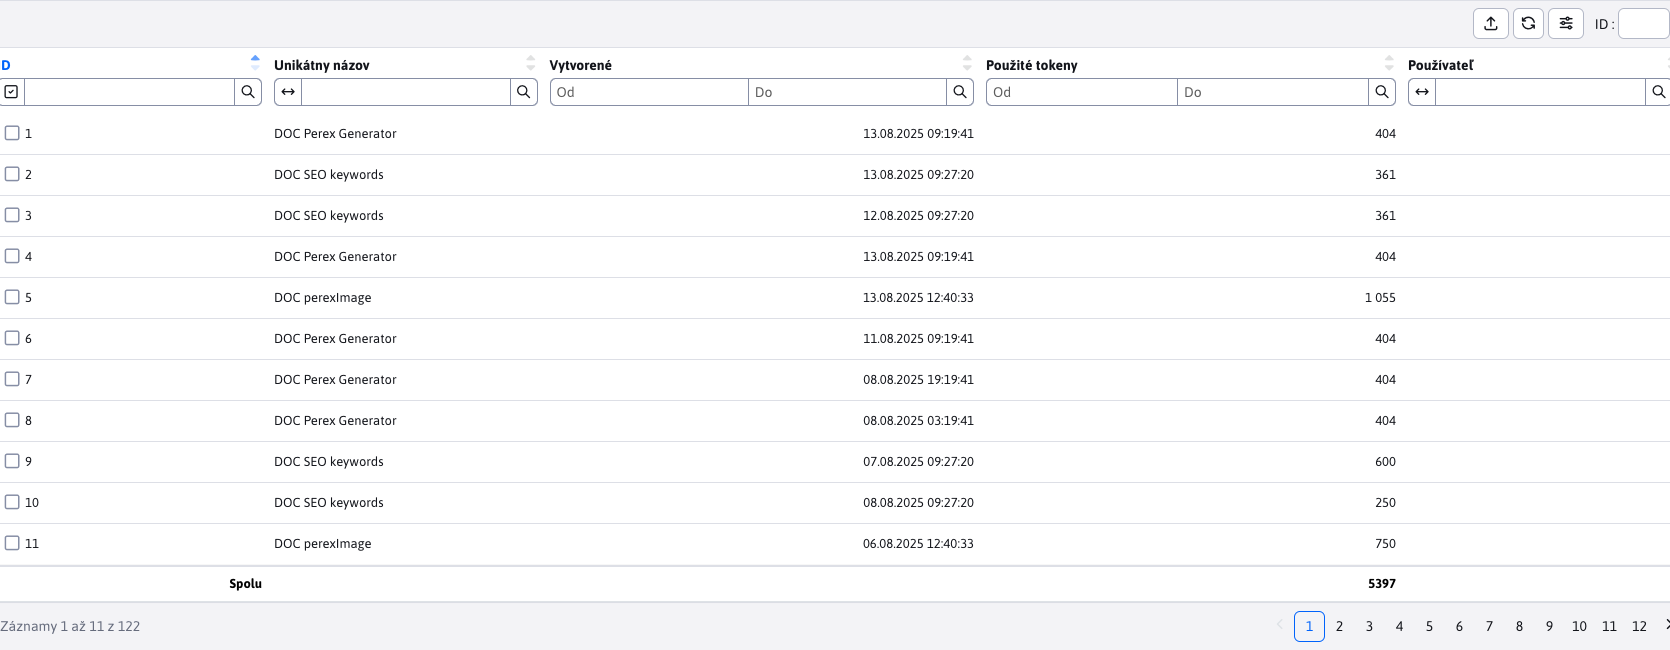 ID :
D Unikátny názov Vytvorené Použité tokeny Používateľ
Od Do Od Do
1 DOC Perex Generator 13.08.2025 09:19:41 404
2 DOC SEO keywords 13.08.2025 09:27:20 361
3 DOC SEO keywords 12.08.2025 09:27:20 361
4 DOC Perex Generator 13.08.2025 09:19:41 404
5 DOC perexImage 13.08.2025 12:40:33 1 055
6 DOC Perex Generator 11.08.2025 09:19:41 404
7 DOC Perex Generator 08.08.2025 19:19:41 404
8 DOC Perex Generator 08.08.2025 03:19:41 404
9 DOC SEO keywords 07.08.2025 09:27:20 600
10 DOC SEO keywords 08.08.2025 09:27:20 250
11 DOC perexImage 06.08.2025 12:40:33 750
Spolu 5397
Záznamy 1 až 11 z 122 1 2 3 4 5 6 7 8 9 10 11 12